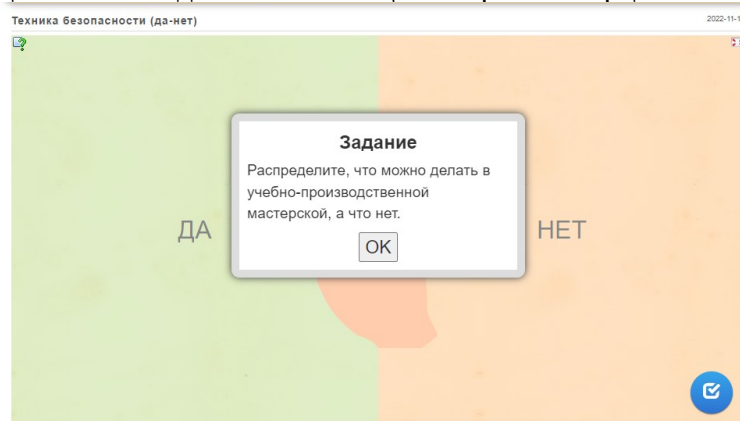 Техника безопасности (да-нет)
2022-11-1
Задание
Распределите, что можно делать в
учебно-производственной
мастерской, а что нет.
ДА
НЕТ
OK